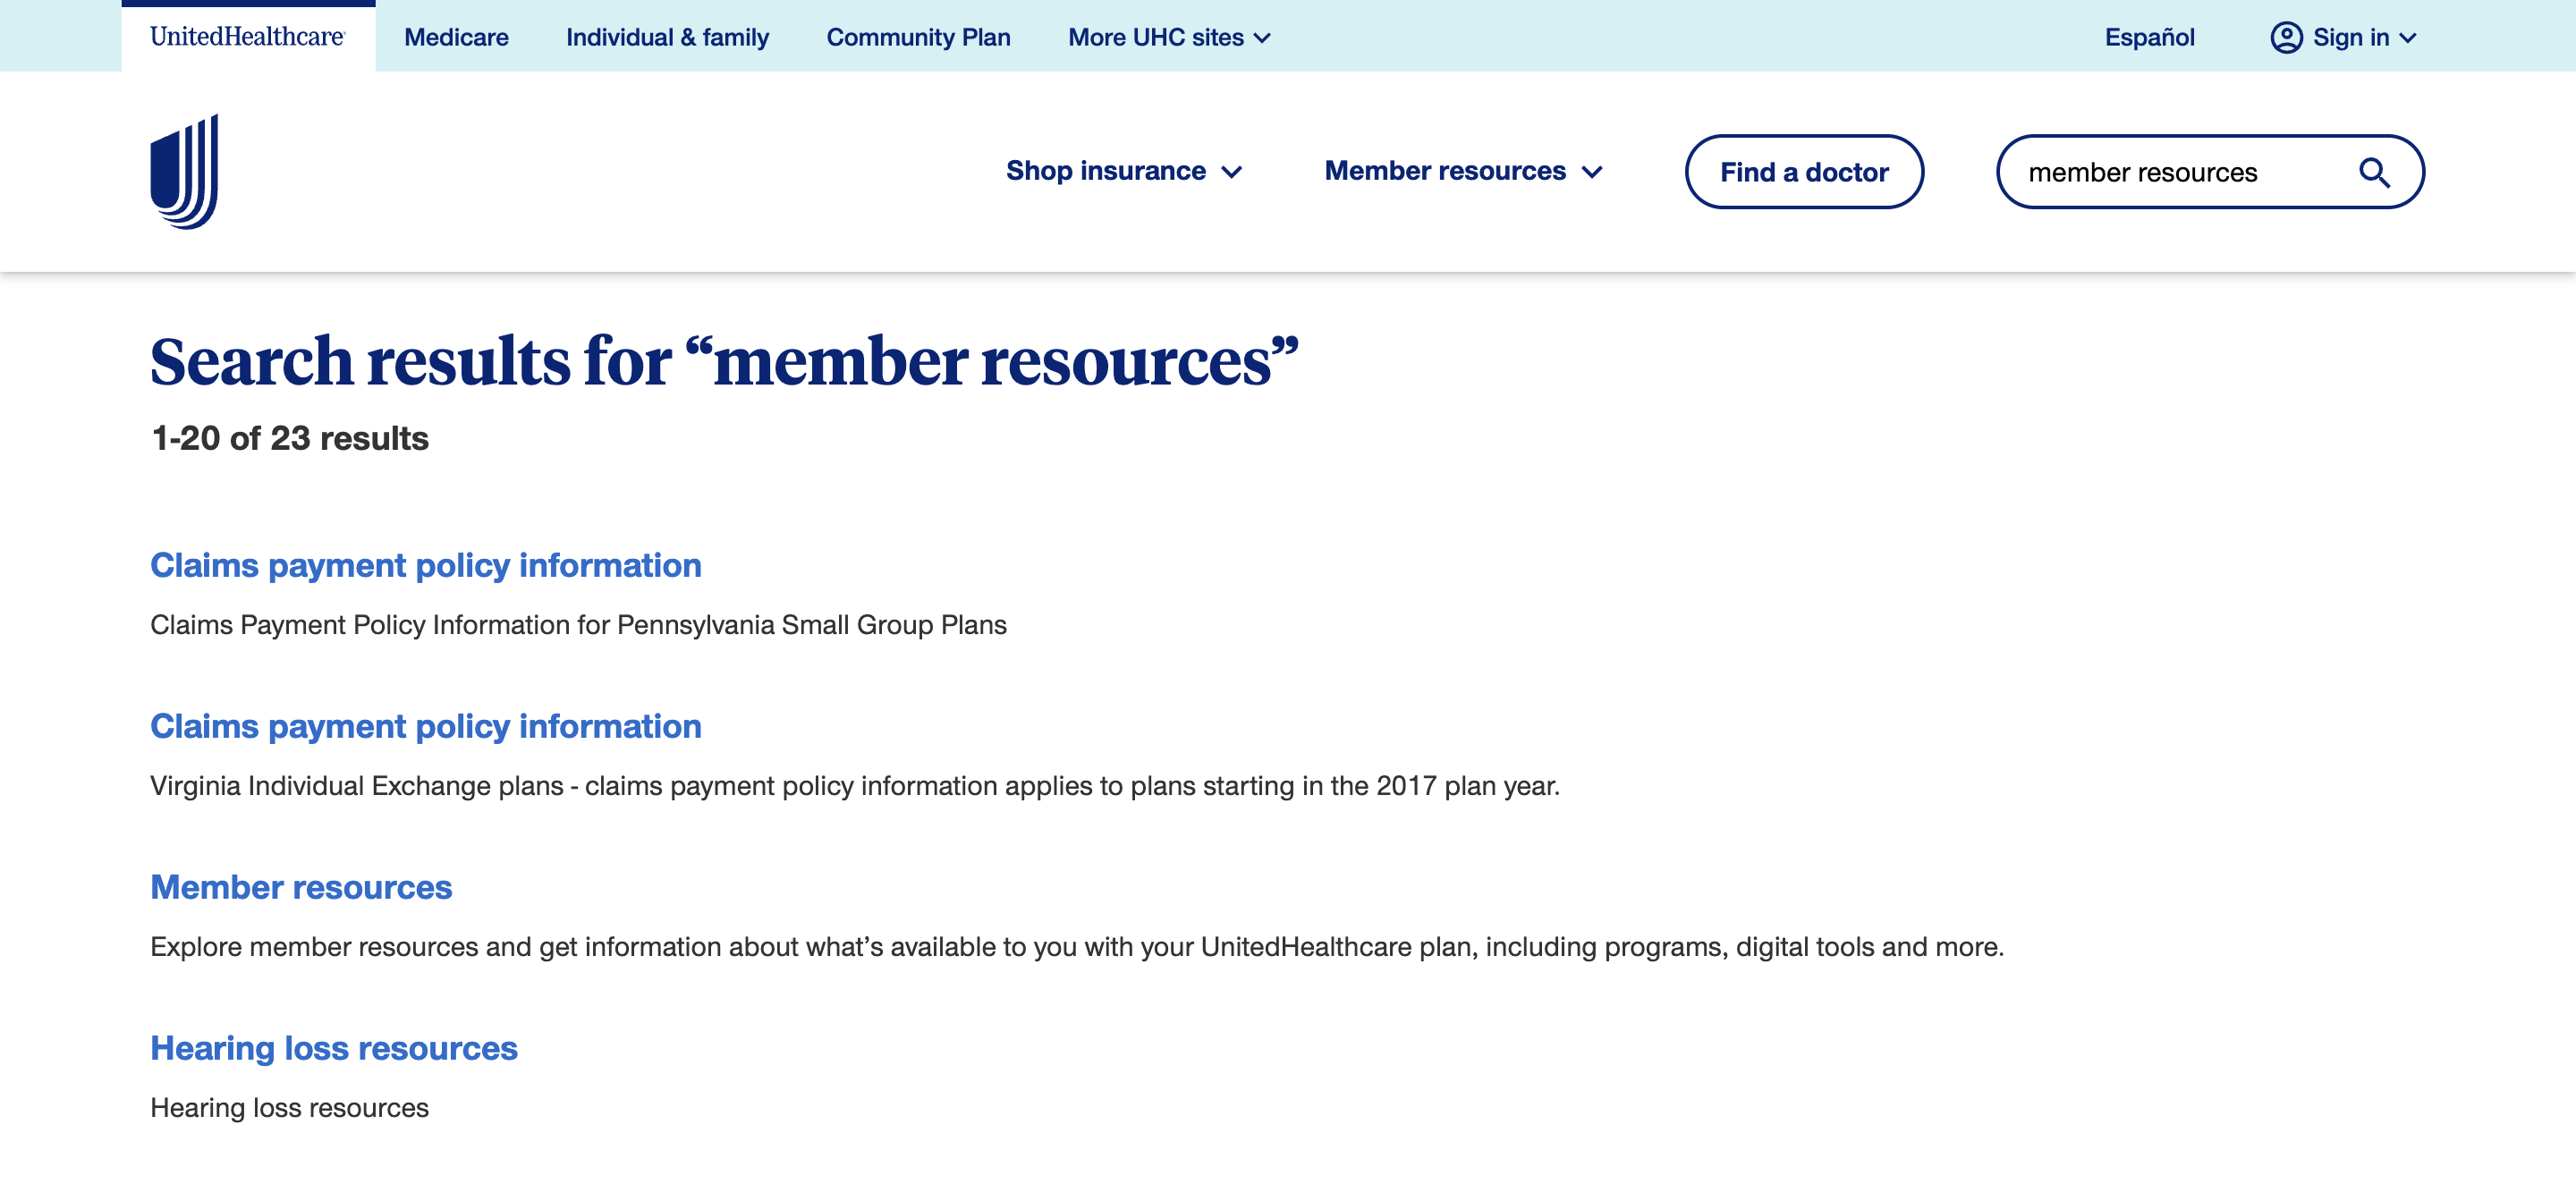 UnitedHealthcare
Medicare
Individual & family
Community Plan
More UHC sites
Español
Sign in
Shop insurance
Member resources
Find a doctor
member resources
Search results for “member resources”
1-20 of 23 results
Claims payment policy information
Claims Payment Policy Information for Pennsylvania Small Group Plans
Claims payment policy information
Virginia Individual Exchange plans - claims payment policy information applies to plans starting in the 2017 plan year.
Member resources
Explore member resources and get information about what’s available to you with your UnitedHealthcare plan, including programs, digital tools and more.
Hearing loss resources
Hearing loss resources